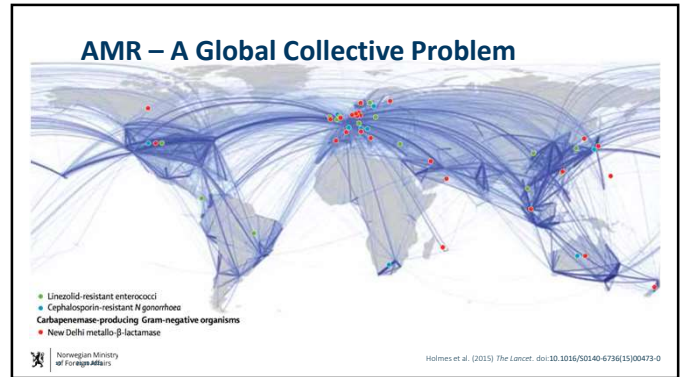 AMR – A Global Collective Problem
Linezolid-resistant enterococci
Cephalosporin-resistant N gonorrhoea
Carbapenemase-producing Gram-negative organisms
New Delhi metallo-β-lactamase
Norwegian Ministry
of Foreign Affairs
Holmes et al. (2015) The Lancet. doi:10.1016/S0140-6736(15)00473-0